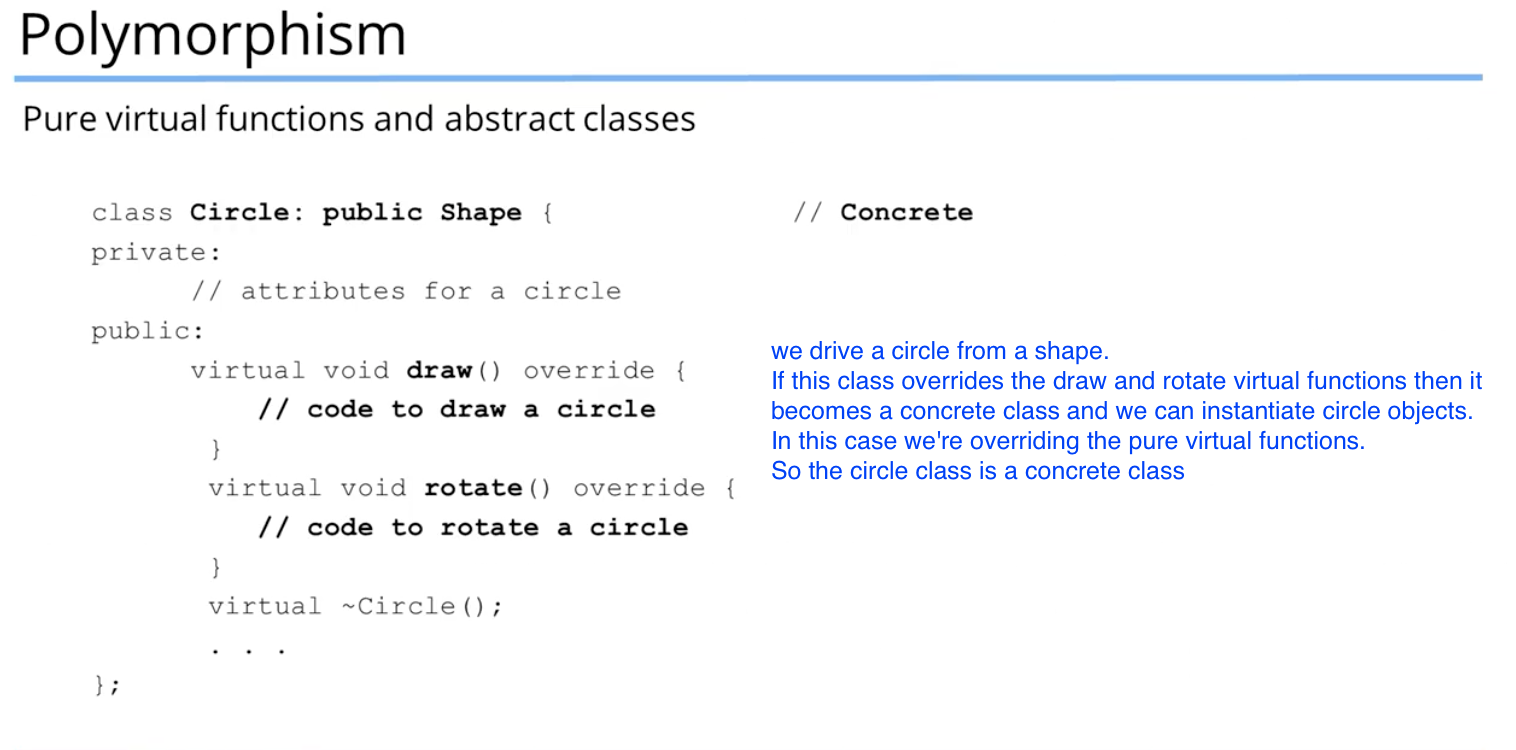 Polymorphism
Pure virtual functions and abstract classes
class Circle: public Shape { // Concrete
private:
// attributes for a circle
public:
virtual void draw() override {
// code to draw a circle
}
virtual void rotate() override {
// code to rotate a circle
}
virtual ~Circle();
. . .
};
we drive a circle from a shape.
If this class overrides the draw and rotate virtual functions then it
becomes a concrete class and we can instantiate circle objects.
In this case we're overriding the pure virtual functions.
So the circle class is a concrete class